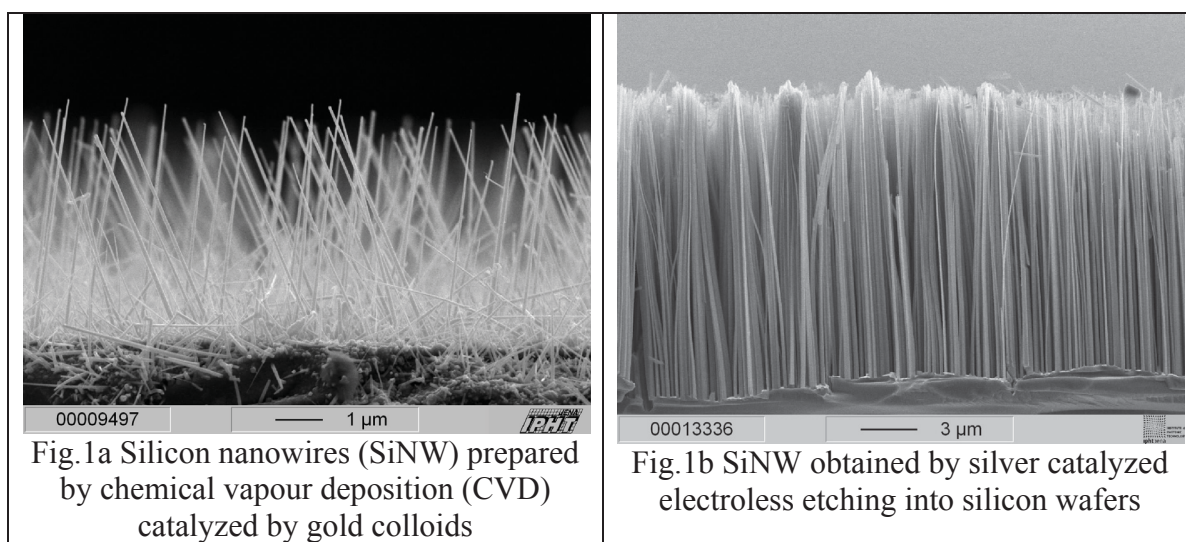 00009497
1 µm
JENA
IPHT
Fig.1a Silicon nanowires (SiNW) prepared
by chemical vapour deposition (CVD)
catalyzed by gold colloids
00013336
3 µm
Fig.1b SiNW obtained by silver catalyzed
electroless etching into silicon wafers